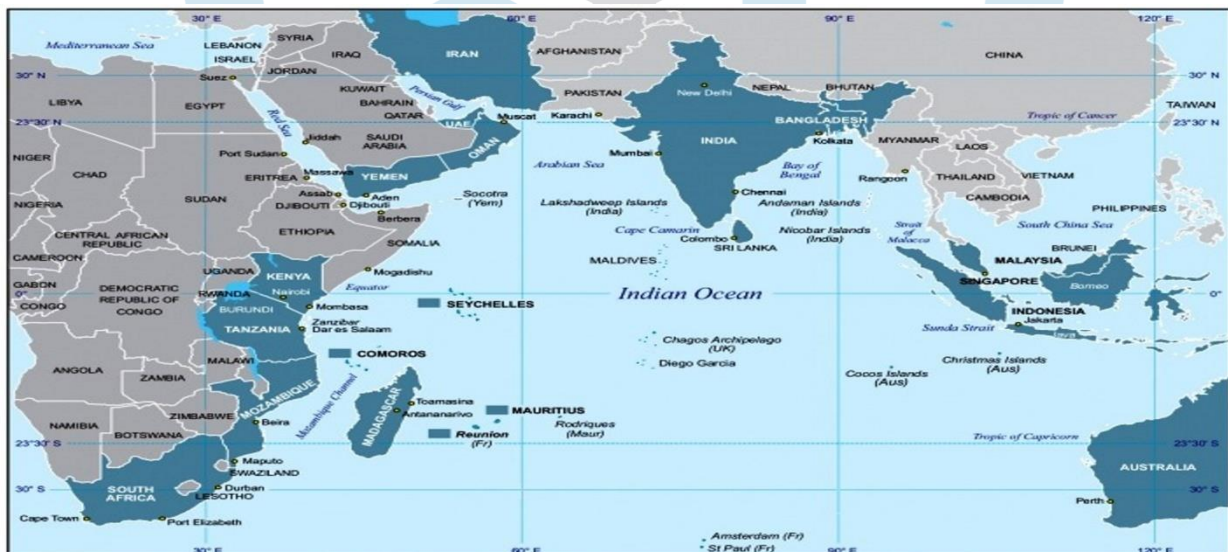 30° E
60° E
90° E
120° E
Mediterranean Sea
LEBANON
SYRIA
ISRAEL
IRAQ
IRAN
AFGHANISTAN
CHINA
JORDAN
Suez
30° N
30° N
KUWAIT
Persian Gulf
PAKISTAN
New Delhi
NEPAL
BHUTAN
LIBYA
EGYPT
BAHRAIN
QATAR
Muscat
Karachi
TAIWAN
UAE
23°30' N
BANGLADESH
Tropic of Cancer
23°30' N
Red Sea
Jiddah
SAUDI
ARABIA
OMAN
INDIA
Kolkata
MYANMAR
LAOS
NIGER
Port Sudan
Arabian Sea
Mumbai
Bay of
Bengal
CHAD
Massawa
ERITREA
YEMEN
Rangoon
THAILAND
VIETNAM
SUDAN
Assab
Aden
Socotra
(Yem)
Chennai
CAMBODIA
NIGERIA
DJIBOUTI
Djibouti
Berbera
Lakshadweep Islands
(India)
Andaman Islands
(India)
PHILIPPINES
ETHIOPIA
Cape Camarin
Strait
of
Malacca
South China Sea
CENTRAL AFRICAN
REPUBLIC
SOMALIA
Colombo
SRI LANKA
Nicobar Islands
(India)
BRUNEI
CAMEROON
MALDIVES
MALAYSIA
UGANDA
KENYA
Mogadishu
GABON
DEMOCRATIC
REPUBLIC OF
CONGO
RWANDA
Nairobi
Equator
SINGAPORE
Borneo
0°
Indian Ocean
0°
CONGO
BURUNDI
Mombasa
SEYCHELLES
INDONESIA
TANZANIA
Zanzibar
Dar es Salaam
Sunda Strait
Jakarta
Java
Chagos Archipelago
(UK)
COMOROS
MALAWI
Diego Garcia
Christmas Islands
(Aus)
ANGOLA
ZAMBIA
Cocos Islands
(Aus)
MOZAMBIQUE
Mozambique Channel
MADAGASCAR
Toamasina
Antananarivo
MAURITIUS
ZIMBABWE
Beira
Rodriques
(Maur)
NAMIBIA
BOTSWANA
Reunion
(Fr)
Tropic of Capricorn
23°30' S
23°30' S
Maputo
SWAZILAND
AUSTRALIA
SOUTH
AFRICA
Durban
30° S
LESOTHO
30° S
Perth
Cape Town
Port Elizabeth
Amsterdam (Fr)
St Paul (Fr)
30° E
60° E
90° E
120° E